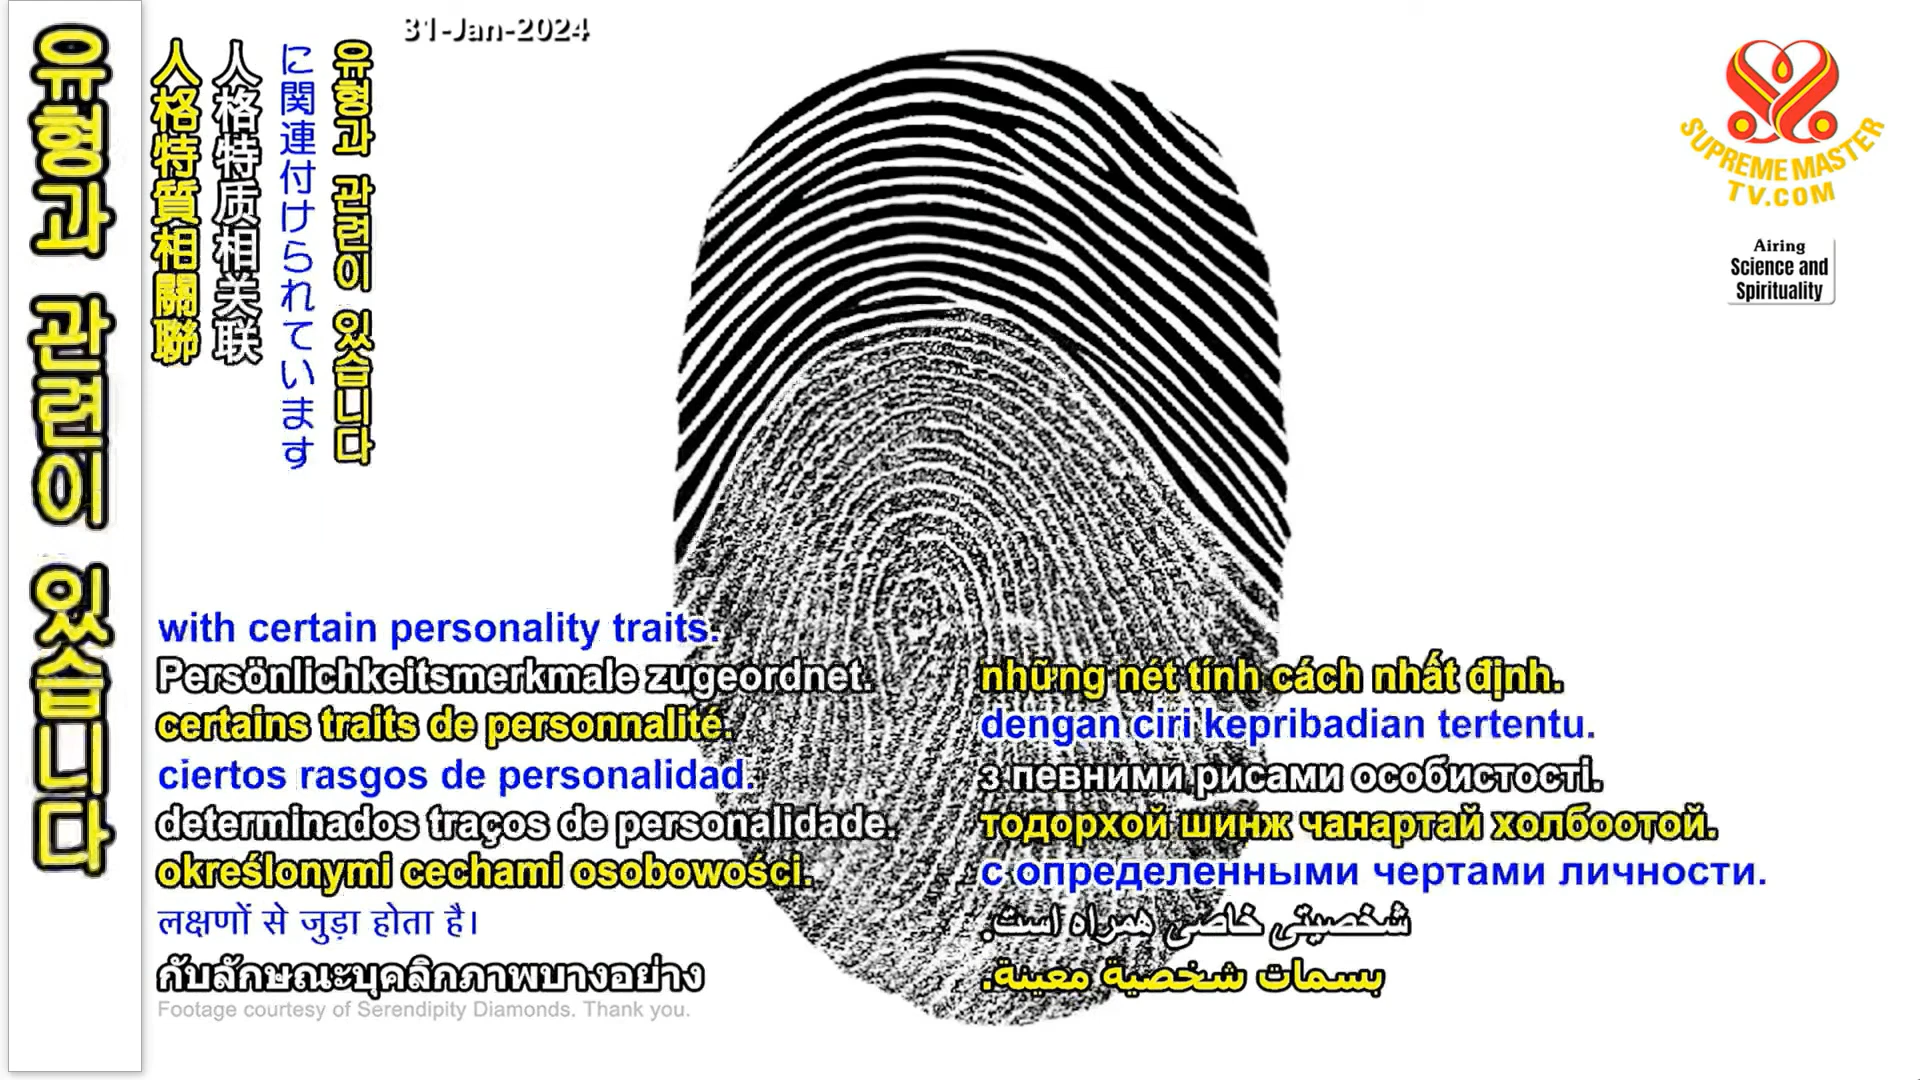 유형과 관련이 있습니다
人格特質相關聯
人格特质相关联
に関連付けられています
유형과 관련이 있습니다
31-Jan-2024
SUPREME MASTER
TV.COM
Airing
Science and
Spirituality
with certain personality traits.
Persönlichkeitsmerkmale zugeordnet.
certains traits de personnalité.
ciertos rasgos de personalidad.
determinados traços de personalidade.
określonymi cechami osobowości.
लक्षणों से जुड़ा होता है।
กับลักษณะบุคลิกภาพบางอย่าง
Footage courtesy of Serendipity Diamonds. Thank you.
những nét tính cách nhất định.
dengan ciri kepribadian tertentu.
з певними рисами особистості.
тодорхой шинж чанартай холбоотой.
с определенными чертами личности.
شخصیتی خاصی همراه است.
بسمات شخصية معينة.